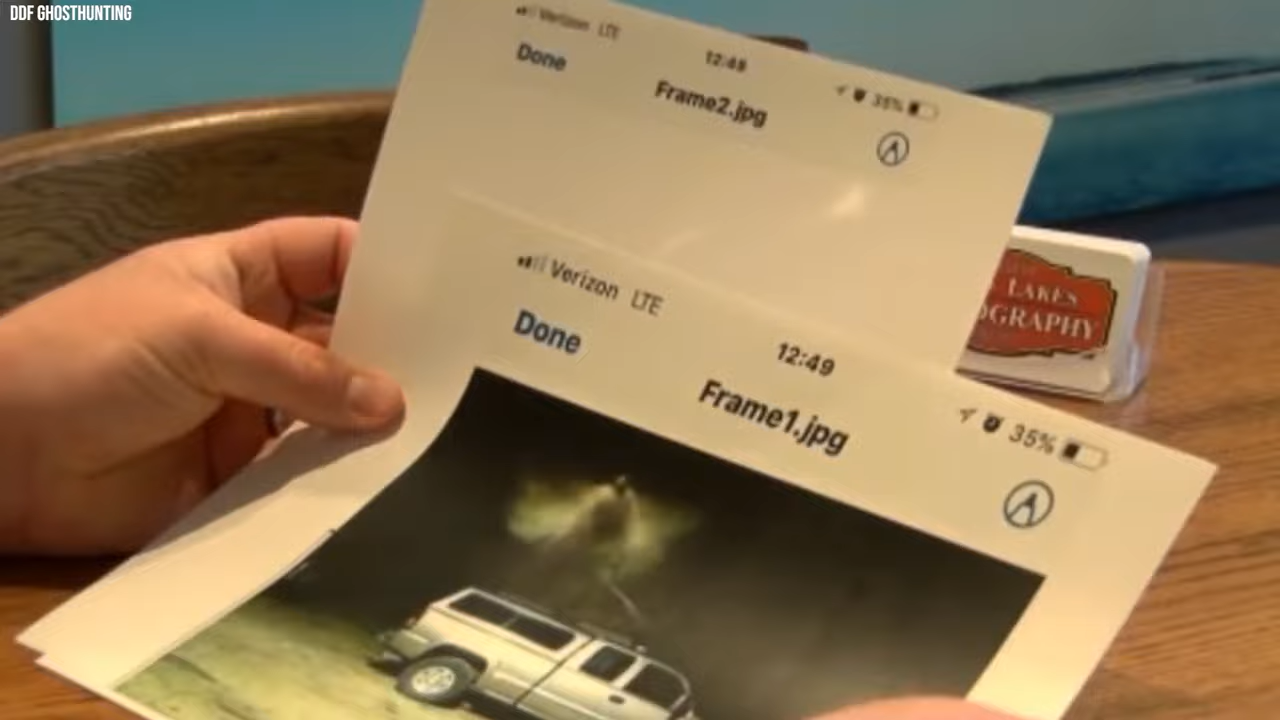 DDF GHOSTHUNTING
Verizon LTE
12:49
35%
Done
Frame2.jpg
Verizon LTE
12:49
35%
Done
Frame1.jpg
LAKES
OGRAPHY